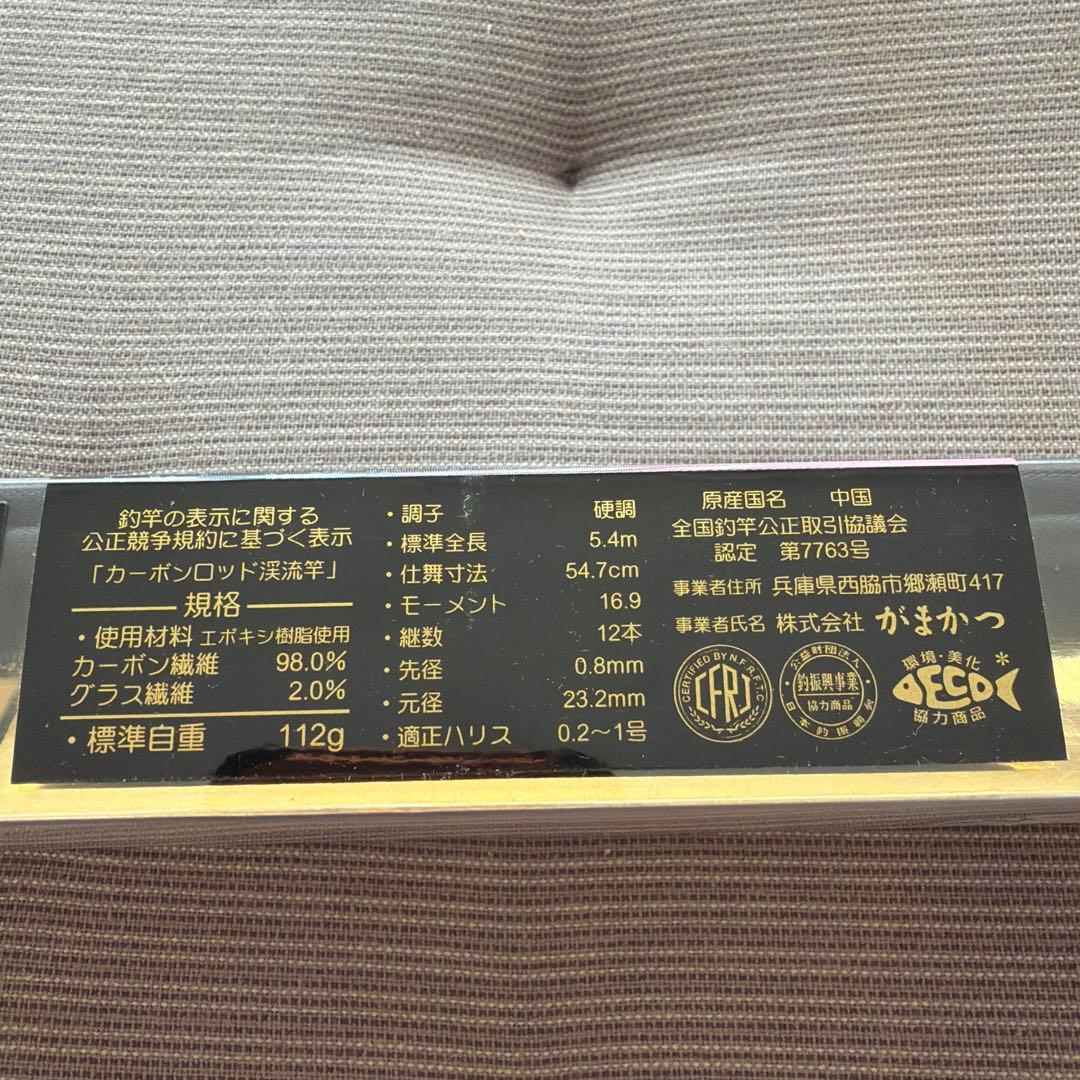 釣竿の表示に関する
公正競争規約に基づく表示
「カーボンロッド渓流竿」
規格
・使用材料 エポキシ樹脂使用
カーボン繊維 98.0%
グラス繊維 2.0%
・標準自重 112g
・調子 硬調
・標準全長 5.4m
・仕舞寸法 54.7cm
・モーメント 16.9
・継数 12本
・先径 0.8mm
・元径 23.2mm
・適正ハリス 0.2〜1号
原産国名 中国
全国釣竿公正取引協議会
認定 第7763号
事業者住所 兵庫県西脇市郷瀬町417
事業者氏名 株式会社 がまかつ
CERTIFIED BY N.F.R.F.T.C
CFRT
公益財団法人
釣振興事業
協力商品
日本釣振興会
環境・美化
ECO
協力商品